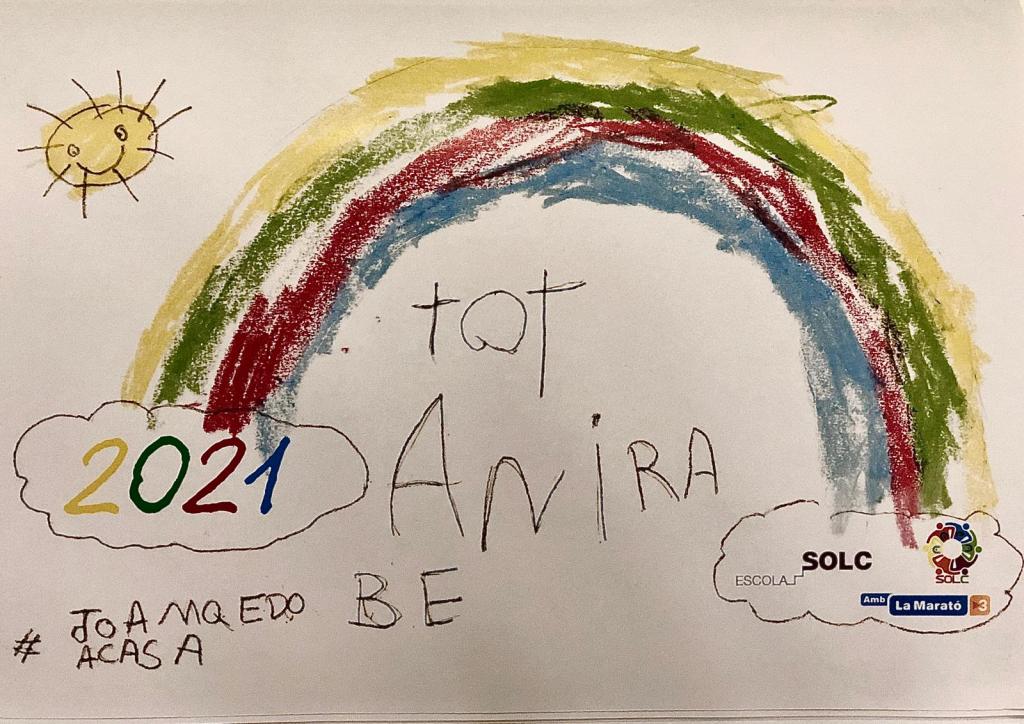 tot
ANiRA
BE
2021
# JOAMQEDO
ACASA
ESCOLA SOLC
SOLC
Amb La Marató 3